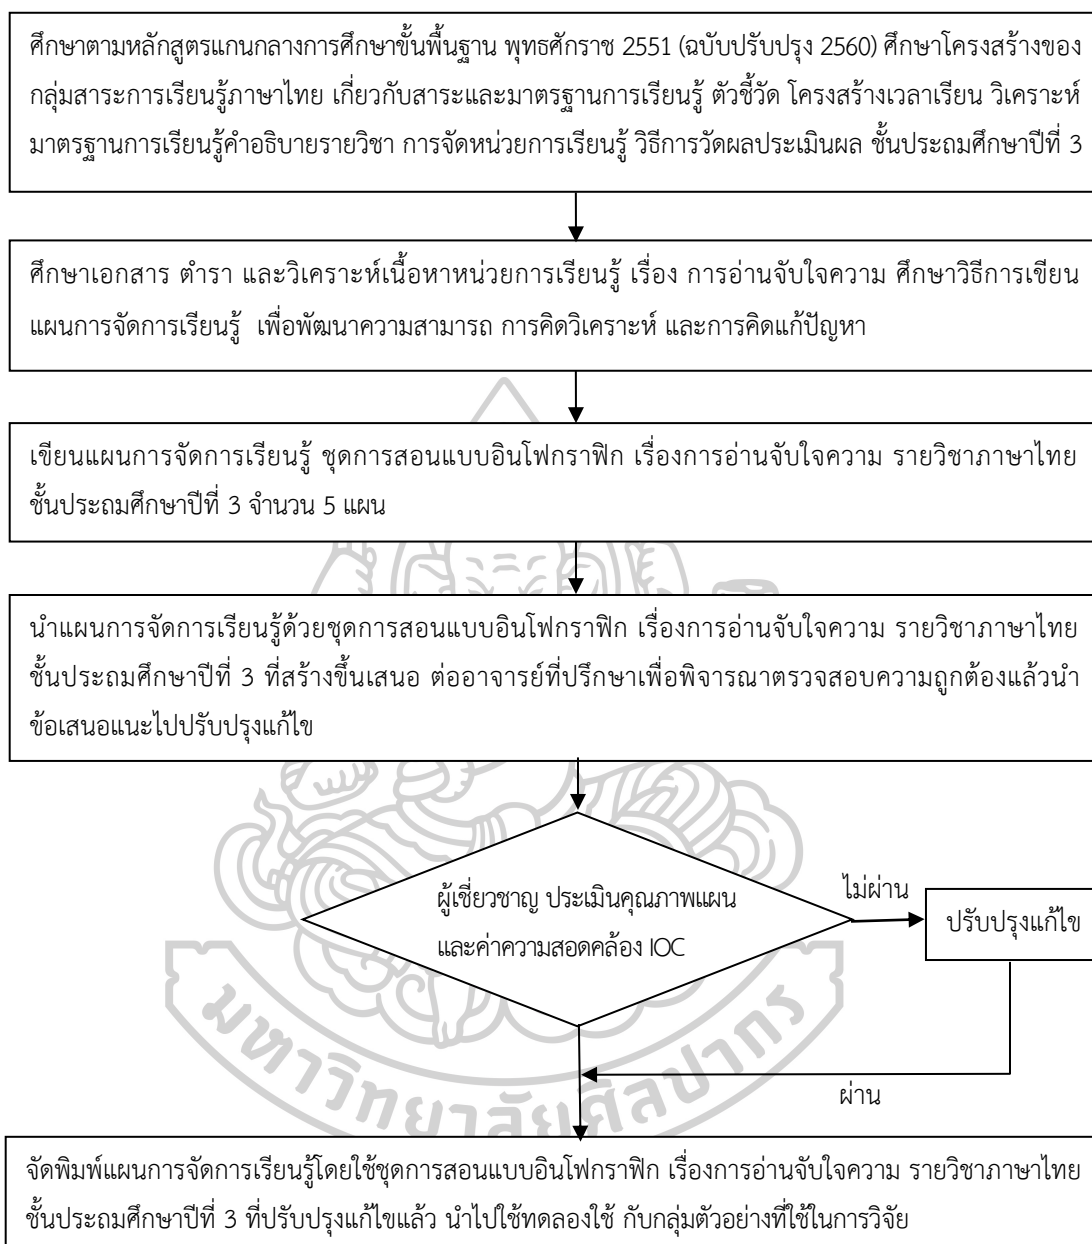 ศึกษาตามหลักสูตรแกนกลางการศึกษาขั้นพื้นฐาน พุทธศักราช 2551 (ฉบับปรับปรุง 2560) ศึกษาโครงสร้างของ
กลุ่มสาระการเรียนรู้ภาษาไทย เกี่ยวกับสาระและมาตรฐานการเรียนรู้ ตัวชี้วัด โครงสร้างเวลาเรียน วิเคราะห์
มาตรฐานการเรียนรู้คำอธิบายรายวิชา การจัดหน่วยการเรียนรู้ วิธีการวัดผลประเมินผล ชั้นประถมศึกษาปีที่ 3
ศึกษาเอกสาร ตำรา และวิเคราะห์เนื้อหาหน่วยการเรียนรู้ เรื่อง การอ่านจับใจความ ศึกษาวิธีการเขียน
แผนการจัดการเรียนรู้ เพื่อพัฒนาความสามารถ การคิดวิเคราะห์ และการคิดแก้ปัญหา
เขียนแผนการจัดการเรียนรู้ ชุดการสอนแบบอินโฟกราฟิก เรื่องการอ่านจับใจความ รายวิชาภาษาไทย
ชั้นประถมศึกษาปีที่ 3 จำนวน 5 แผน
นำแผนการจัดการเรียนรู้ด้วยชุดการสอนแบบอินโฟกราฟิก เรื่องการอ่านจับใจความ รายวิชาภาษาไทย
ชั้นประถมศึกษาปีที่ 3 ที่สร้างขึ้นเสนอ ต่ออาจารย์ที่ปรึกษาเพื่อพิจารณาตรวจสอบความถูกต้องแล้วนำ
ข้อเสนอแนะไปปรับปรุงแก้ไข
ผู้เชี่ยวชาญ ประเมินคุณภาพแผน
และค่าความสอดคล้อง IOC
ไม่ผ่าน
ปรับปรุงแก้ไข
ผ่าน
มหาวิทยาลัยศิลปากร
จัดพิมพ์แผนการจัดการเรียนรู้โดยใช้ชุดการสอนแบบอินโฟกราฟิก เรื่องการอ่านจับใจความ รายวิชาภาษาไทย
ชั้นประถมศึกษาปีที่ 3 ที่ปรับปรุงแก้ไขแล้ว นำไปใช้ทดลองใช้ กับกลุ่มตัวอย่างที่ใช้ในการวิจัย